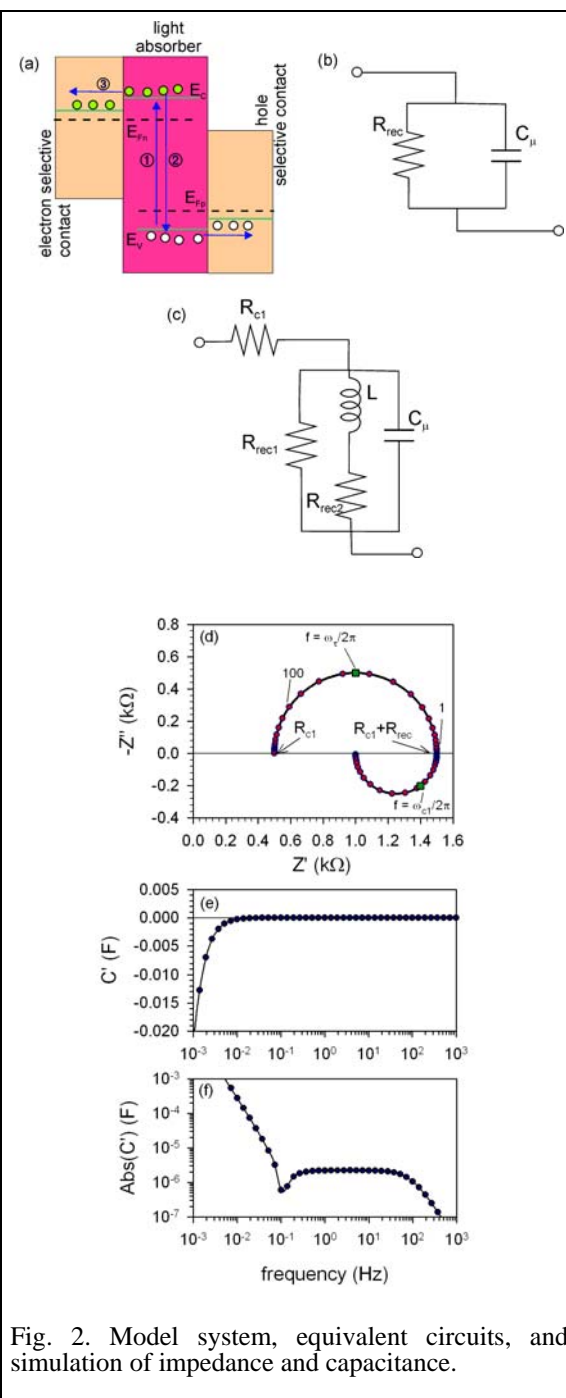 light
absorber
(a)
③
E_C
E_Fn
①
②
E_Fp
E_V
electron selective
contact
hole
selective contact
(b)
R_rec
C_μ
(c)
R_c1
L
R_rec1
C_μ
R_rec2
(d)
f = ω_τ/2π
100
1
R_c1
R_c1+R_rec
f = ω_c1/2π
0.8
0.6
0.4
0.2
0.0
-0.2
-0.4
-Z'' (kΩ)
0.0 0.2 0.4 0.6 0.8 1.0 1.2 1.4 1.6
Z' (kΩ)
(e)
0.005
0.000
-0.005
-0.010
-0.015
-0.020
C' (F)
10^-3 10^-2 10^-1 10^0 10^1 10^2 10^3
(f)
10^-3
10^-4
10^-5
10^-6
10^-7
Abs(C') (F)
10^-3 10^-2 10^-1 10^0 10^1 10^2 10^3
frequency (Hz)
Fig. 2. Model system, equivalent circuits, and
simulation of impedance and capacitance.